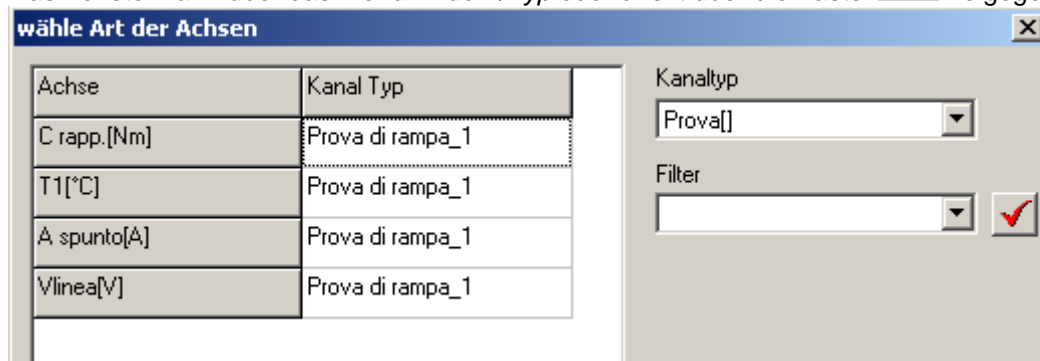 wähle Art der Achsen
Achse Kanal Typ
C rapp.[Nm] Prova di rampa_1
T1[°C] Prova di rampa_1
A spunto[A] Prova di rampa_1
Vlinea[V] Prova di rampa_1
Kanaltyp
Prova[]
Filter